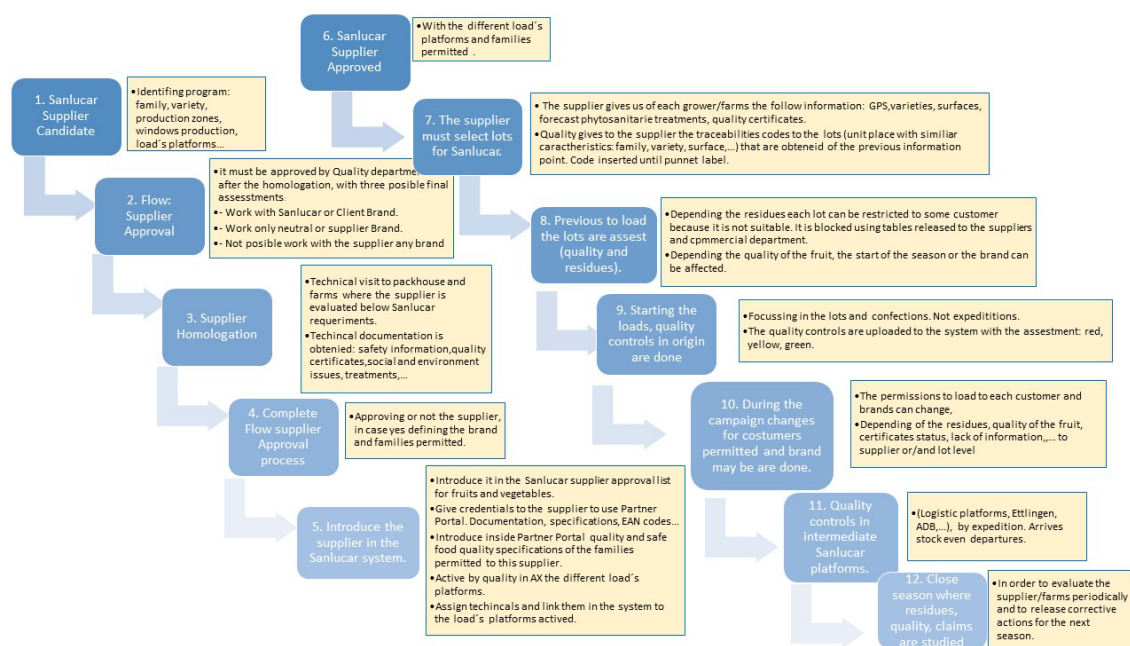 1. Sanlucar
Supplier
Candidate
•Identifing program:
family, variety,
production zones,
windows production,
load´s platforms…
2. Flow:
Supplier
Approval
•it must be approved by Quality departme
after the homologation, with three posible final
assesstments:
•- Work with Sanlucar or Client Brand.
•- Work only neutral or supplier Brand.
•- Not posible work with the supplier any brand
3. Supplier
Homologation
•Technical visit to packhouse and
farms where the supplier is
evaluated below Sanlucar
requeriments.
•Techincal documentation is
obtenied: safety information,quality
certificates,social and environment
issues, treatments,…
4. Complete
Flow supplier
Approval
process
•Approving or not the supplier,
in case yes defining the
brand and families permitted.
5. Introduce the
supplier in the
Sanlucar system.
•Introduce it in the Sanlucar supplier approval list
for fruits and vegetables.
•Give credentials to the supplier to use Partner
Portal. Documentation, specifications, EAN codes…
•Introduce inside Partner Portal quality and safe
food quality specifications of the families
permitted to this supplier.
•Active by quality in AX the different load´s
platforms.
•Assign techincals and link them in the system to
the load´s platforms actived.
6. Sanlucar
Supplier
Approved
•With the different load´s
platforms and families
permitted .
7. The supplier
must select lots
for Sanlucar.
• The supplier gives us of each grower/farms the follow information: GPS,varieties, surfaces,
forecast phytosanitarie treatments, quality certificates.
•Quality gives to the supplier the traceabilities codes to the lots (unit place with similiar
caractheristics: family, variety, surface,…) that are obteneid of the previous information
point. Code inserted until punnet label.
8. Previous to load
the lots are assest
(quality and
residues).
•Depending the residues each lot can be restricted to some customer
because it is not suitable. It is blocked using tables released to the suppliers
and cpmmercial department.
•Depending the quality of the fruit, the start of the season or the brand can
be affected.
9. Starting the
loads, quality
controls in origin
are done
•Focussing in the lots and confections. Not expedititions.
•The quality controls are uploaded to the system with the assestment: red,
yellow, green.
10. During the
campaign changes
for costumers
permitted and brand
may be are done.
•The permissions to load to each customer and
brands can change,
•Depending of the residues, quality of the fruit,
certificates status, lack of information,,… to
supplier or/and lot level
11. Quality
controls in
intermediate
Sanlucar
platforms.
•(Logistic platforms, Ettlingen,
ADB,…), by expedition. Arrives
stock even departures.
12. Close
season where
residues,
quality, claims
are studied
•In order to evaluate the
supplier/farms periodically
and to release corrective
actions for the next
season.